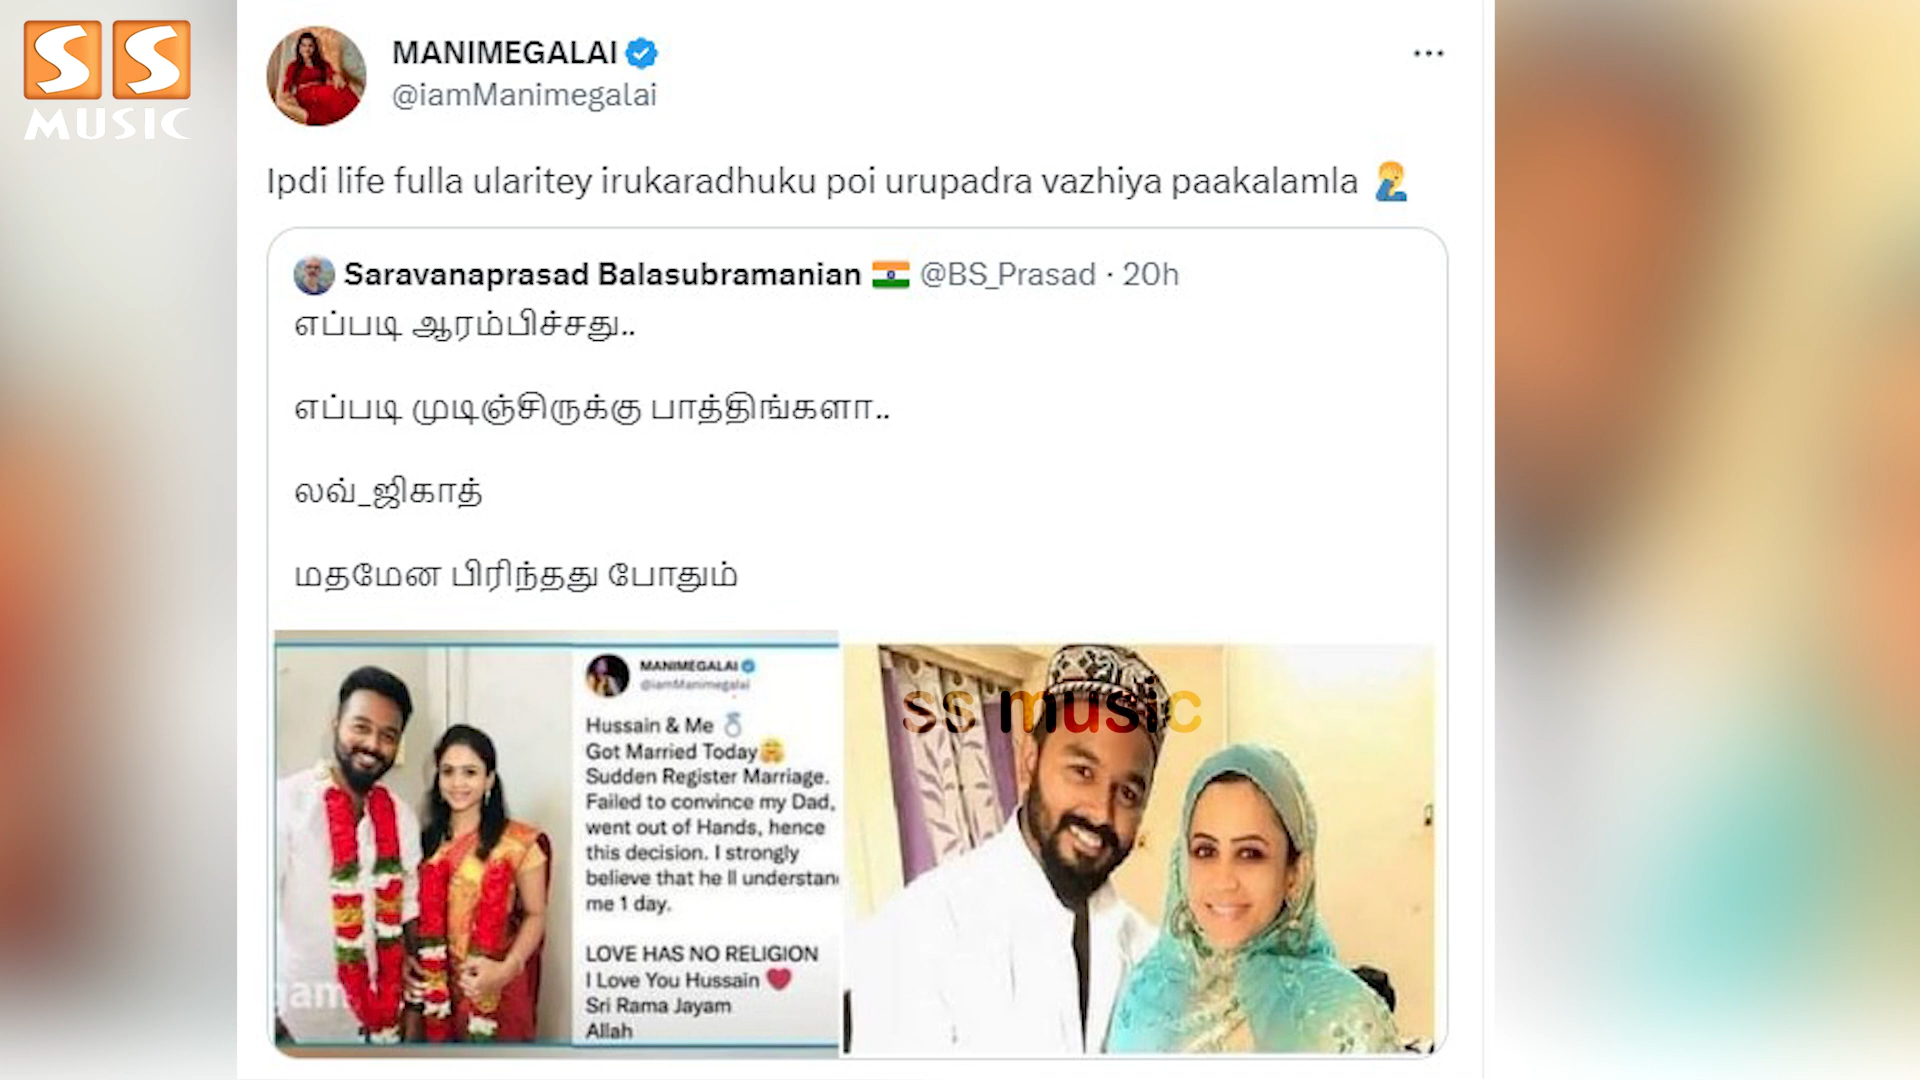 SS
MUSIC
MANIMEGALAI
@iamManimegalai
Ipdi life fulla ularitey irukaradhuku poi urupadra vazhiya paakalamla 🤦‍♂️
Saravanaprasad Balasubramanian 🇮🇳 @BS_Prasad · 20h
எப்படி ஆரம்பிச்சது..
எப்படி முடிஞ்சிருக்கு பாத்திங்களா..
லவ்_ஜிகாத்
மதமேன பிரிந்தது போதும்
MANIMEGALAI
@iamManimegalai
Hussain & Me 💍
Got Married Today🤗
Sudden Register Marriage.
Failed to convince my Dad,
went out of Hands, hence
this decision. I strongly
believe that he ll understan
me 1 day.
LOVE HAS NO RELIGION
I Love You Hussain ❤
Sri Rama Jayam
Allah
gam
ss music